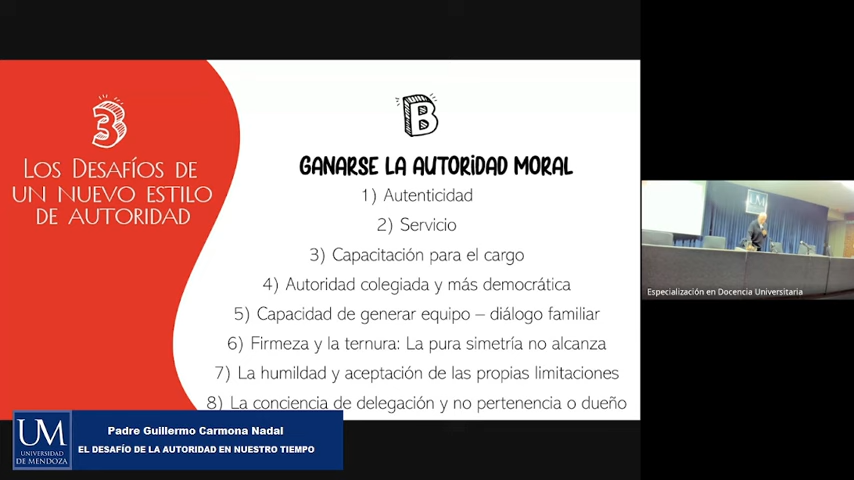 3
LOS DESAFÍOS DE
UN NUEVO ESTILO
DE AUTORIDAD
B
GANARSE LA AUTORIDAD MORAL
1) Autenticidad
2) Servicio
3) Capacitación para el cargo
4) Autoridad colegiada y más democrática
5) Capacidad de generar equipo – diálogo familiar
6) Firmeza y la ternura: La pura simetría no alcanza
7) La humildad y aceptación de las propias limitaciones
8) La conciencia de delegación y no pertenencia o dueño
UM
UNIVERSIDAD
DE MENDOZA
Padre Guillermo Carmona Nadal
EL DESAFÍO DE LA AUTORIDAD EN NUESTRO TIEMPO
UM
Especialización en Docencia Universitaria